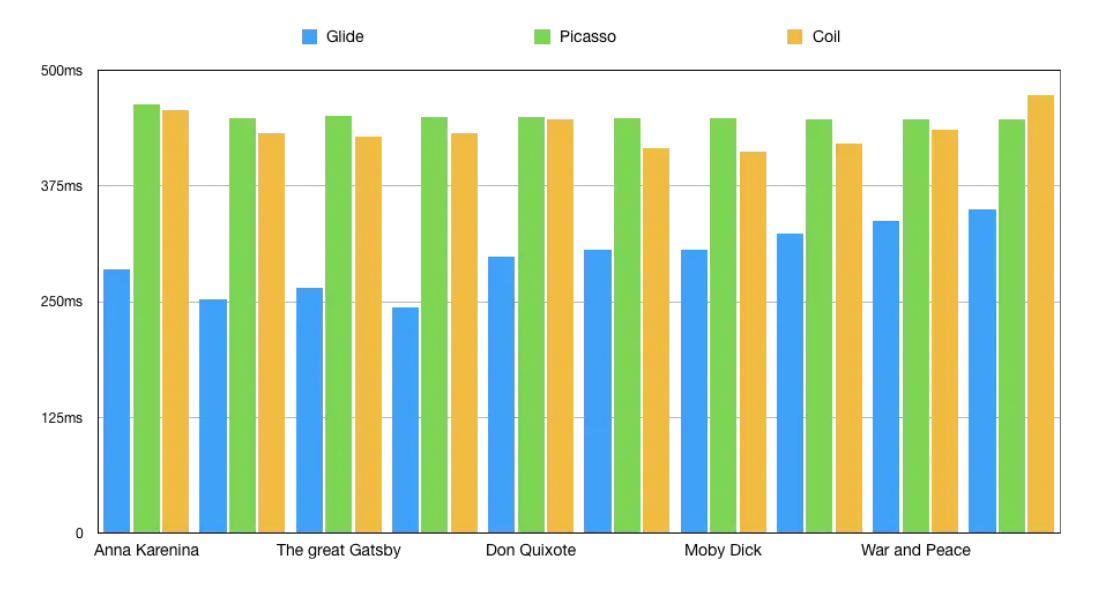 Glide Picasso Coil
500ms
375ms
250ms
125ms
0
Anna Karenina The great Gatsby Don Quixote Moby Dick War and Peace